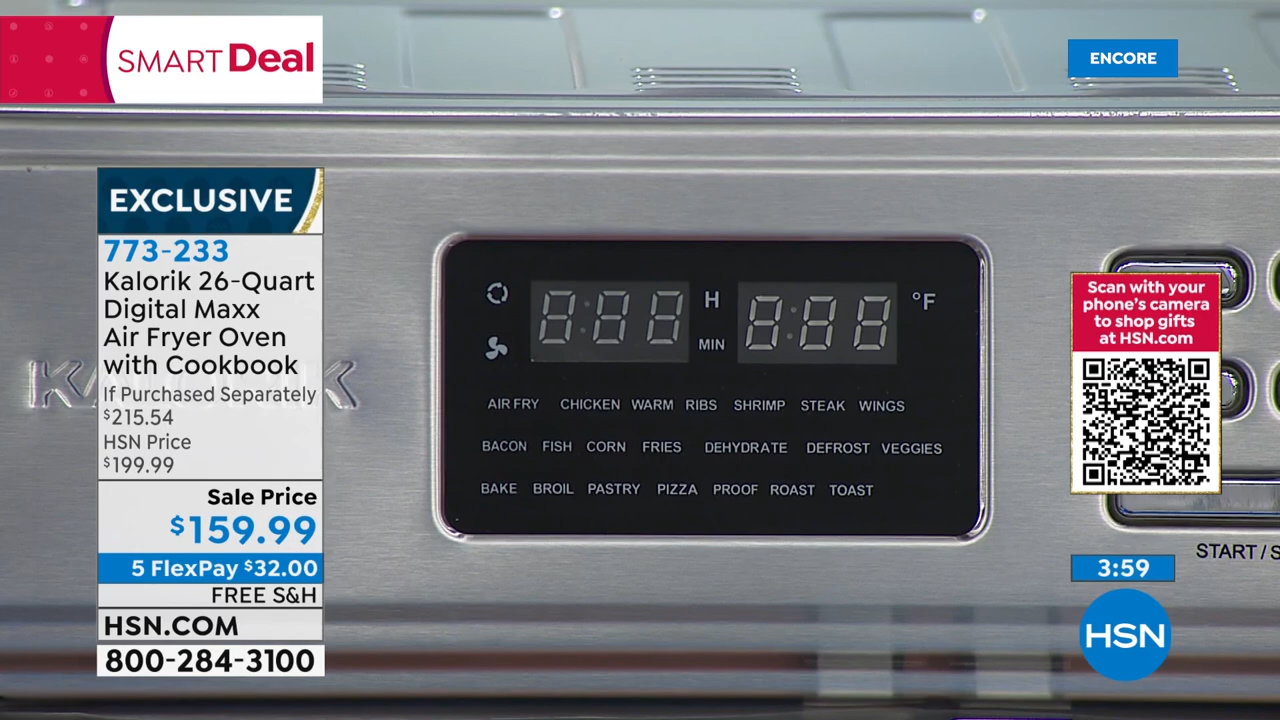 SMART Deal
ENCORE
EXCLUSIVE
773-233
Kalorik 26-Quart
Digital Maxx
Air Fryer Oven
with Cookbook
If Purchased Separately
$215.54
HSN Price
$199.99
Sale Price
$159.99
5 FlexPay $32.00
FREE S&H
HSN.COM
800-284-3100
H
°F
MIN
AIR FRY CHICKEN WARM RIBS SHRIMP STEAK WINGS
BACON FISH CORN FRIES DEHYDRATE DEFROST VEGGIES
BAKE BROIL PASTRY PIZZA PROOF ROAST TOAST
Scan with your
phone's camera
to shop gifts
at HSN.com
START / S
3:59
HSN